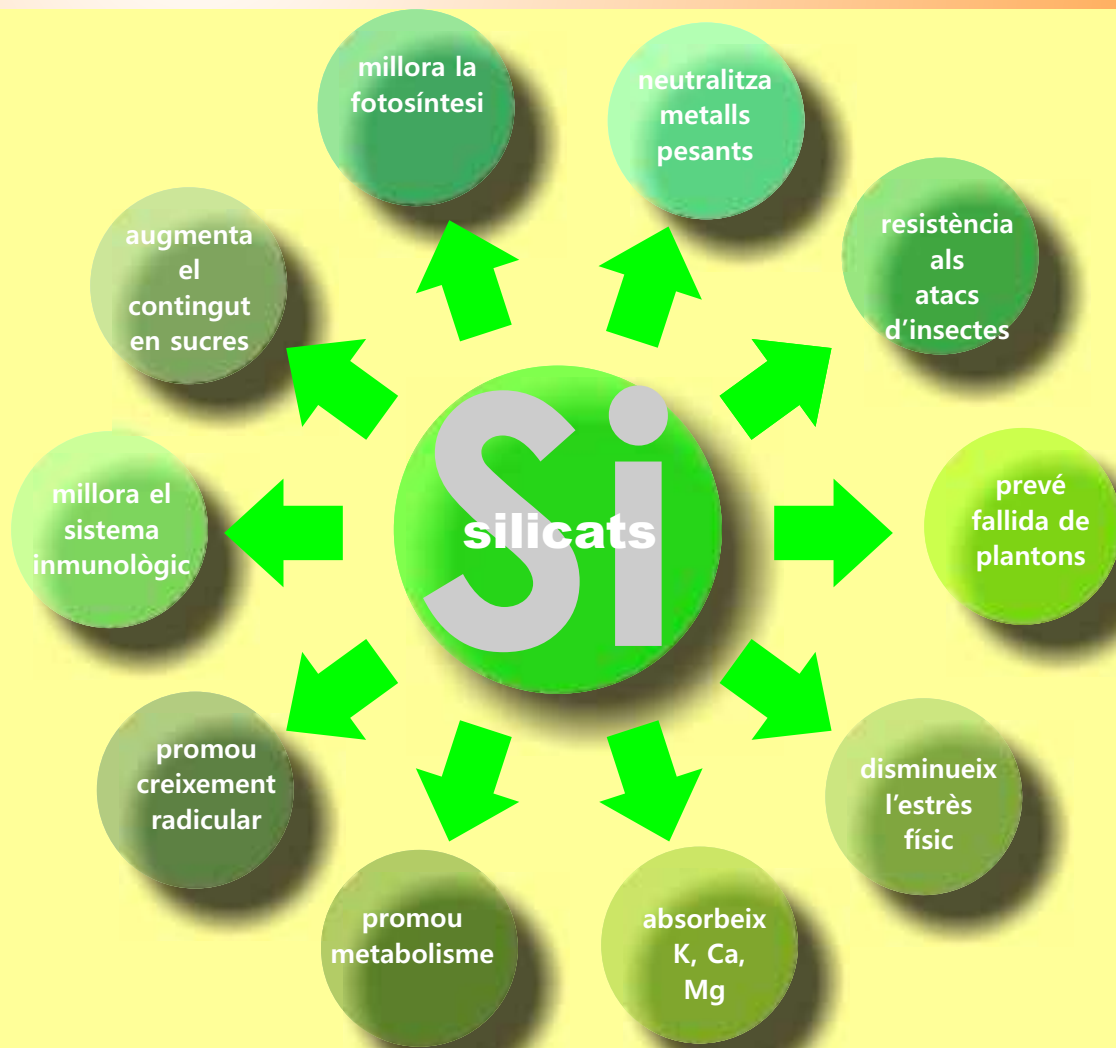 millora la
fotosíntesi
neutralitza
metalls
pesants
resistència
als
atacs
d'insectes
augmenta
el
contingut
en sucres
Si
silicats
millora el
sistema
inmunològic
prevé
fallida de
plantons
promou
creixement
radicular
disminueix
l'estrès
físic
promou
metabolisme
absorbeix
K, Ca,
Mg